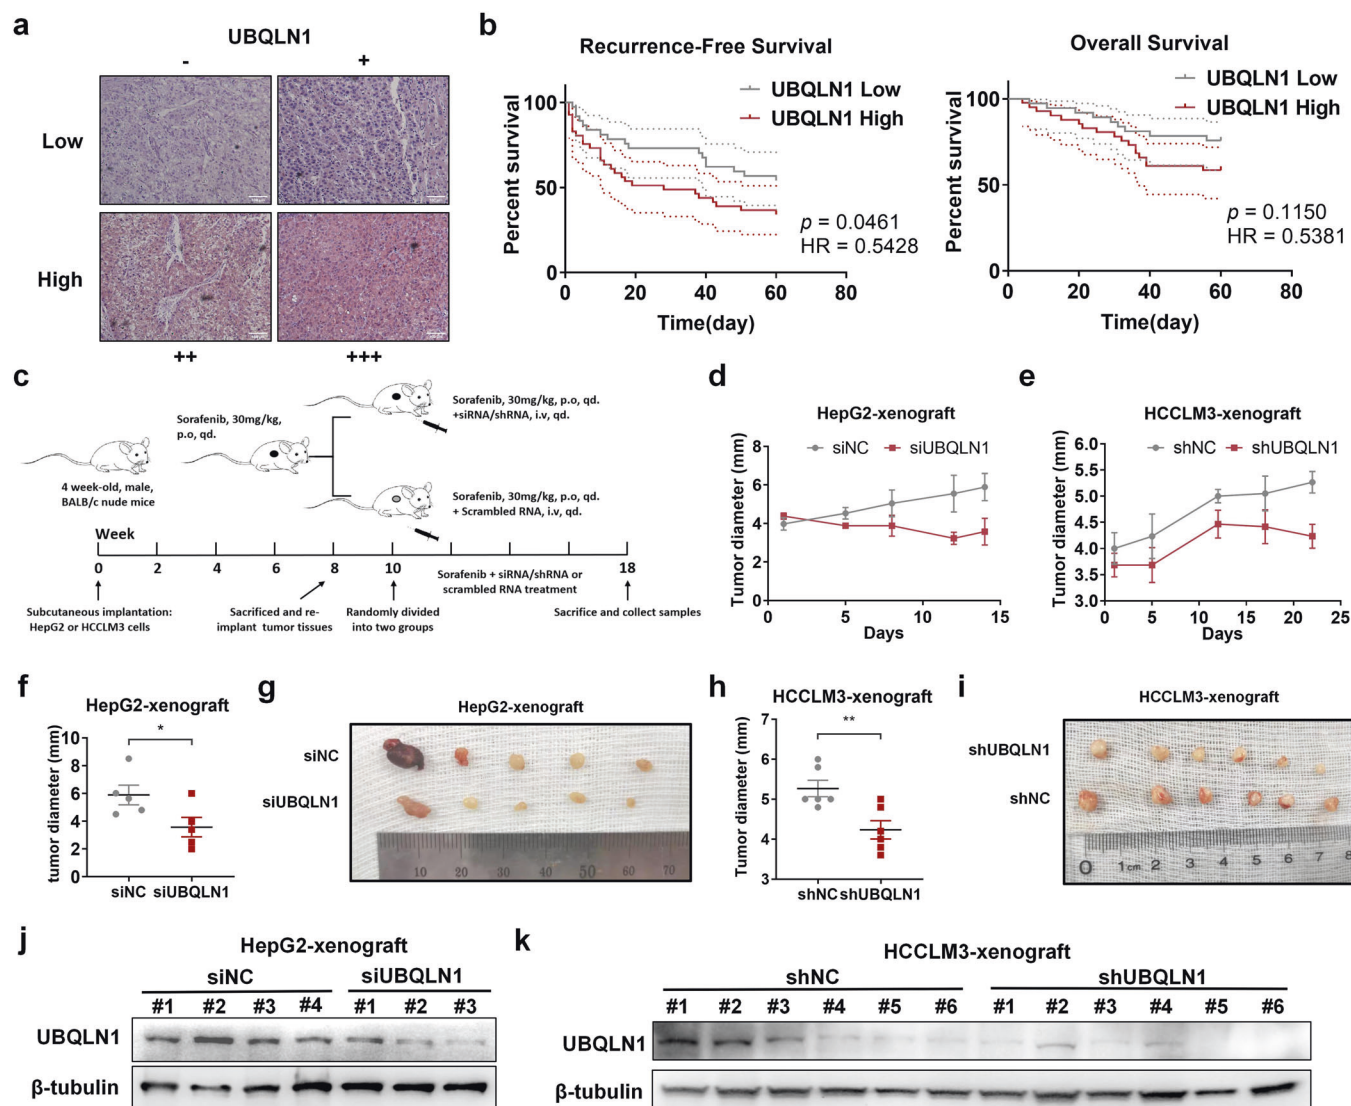 a
UBQLN1
- +
Low
High
++ +++
b
Recurrence-Free Survival
UBQLN1 Low
UBQLN1 High
Percent survival
100
50
0
0 20 40 60 80
Time(day)
p = 0.0461
HR = 0.5428
Overall Survival
UBQLN1 Low
UBQLN1 High
Percent survival
100
50
0
0 20 40 60 80
Time(day)
p = 0.1150
HR = 0.5381
c
4 week-old, male,
BALB/c nude mice
Sorafenib, 30mg/kg,
p.o, qd.
Sorafenib, 30mg/kg, p.o, qd.
+siRNA/shRNA, i.v, qd.
Sorafenib, 30mg/kg, p.o, qd.
+ Scrambled RNA, i.v, qd.
Week
0 2 4 6 8 10 18
Sorafenib + siRNA/shRNA or
scrambled RNA treatment
Subcutaneous implantation:
HepG2 or HCCLM3 cells
Sacrificed and re-
implant tumor tissues
Randomly divided
into two groups
Sacrifice and collect samples
d
HepG2-xenograft
siNC siUBQLN1
Tumor diameter (mm)
8
6
4
2
0
0 5 10 15
Days
e
HCCLM3-xenograft
shNC shUBQLN1
Tumor diameter (mm)
6.0
5.5
5.0
4.5
4.0
3.5
3.0
0 5 10 15 20 25
Days
f
HepG2-xenograft
*
tumor diameter (mm)
10
8
6
4
2
0
siNC siUBQLN1
g
HepG2-xenograft
siNC
siUBQLN1
10 20 30 40 50 60 70
h
HCCLM3-xenograft
**
Tumor diameter (mm)
7
6
5
4
3
shNC shUBQLN1
i
HCCLM3-xenograft
shUBQLN1
shNC
0 1cm 2 3 4 5 6 7 8
j
HepG2-xenograft
siNC siUBQLN1
#1 #2 #3 #4 #1 #2 #3
UBQLN1
β-tubulin
k
HCCLM3-xenograft
shNC shUBQLN1
#1 #2 #3 #4 #5 #6 #1 #2 #3 #4 #5 #6
UBQLN1
β-tubulin